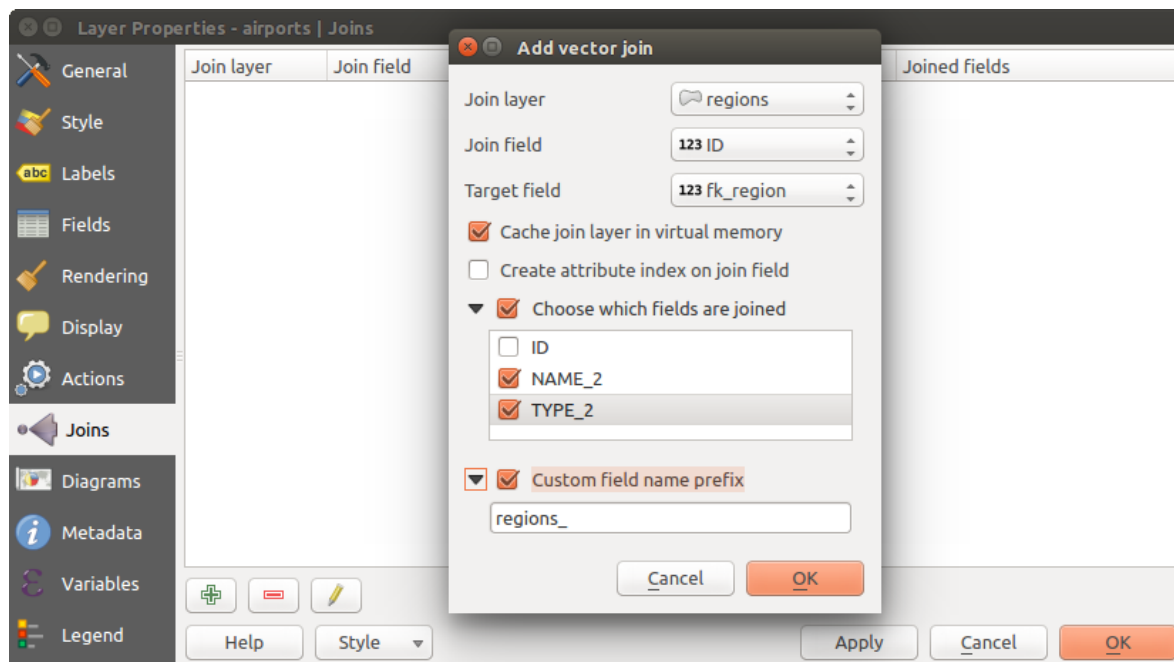 Layer Properties - airports | Joins
General
Style
abc Labels
Fields
Rendering
Display
Actions
Joins
Diagrams
Metadata
Variables
Legend
Join layer Join field Joined fields
Add vector join
Join layer regions
Join field 123 ID
Target field 123 fk_region
Cache join layer in virtual memory
Create attribute index on join field
Choose which fields are joined
ID
NAME_2
TYPE_2
Custom field name prefix
regions_
Cancel OK
Help Style Apply Cancel OK